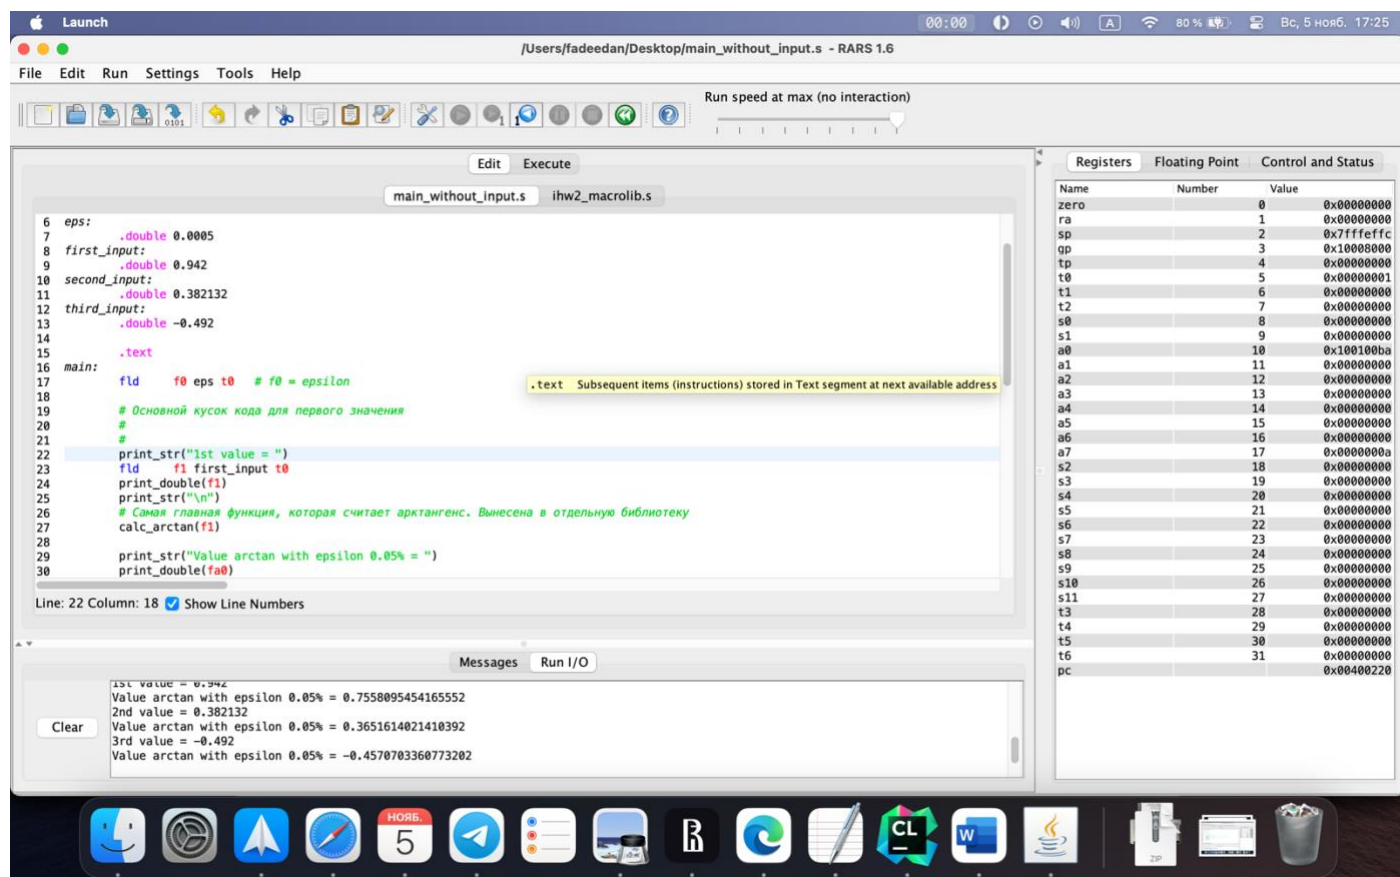 Launch
00:00 A 80 % Вс, 5 нояб. 17:25
/Users/fadeedan/Desktop/main_without_input.s - RARS 1.6
File Edit Run Settings Tools Help
Run speed at max (no interaction)
0101 1 1
Edit Execute
main_without_input.s ihw2_macrolib.s
6 eps:
7 .double 0.0005
8 first_input:
9 .double 0.942
10 second_input:
11 .double 0.382132
12 third_input:
13 .double -0.492
14
15 .text
16 main:
17 fld f0 eps t0 # f0 = epsilon
.text Subsequent items (instructions) stored in Text segment at next available address
18
19 # Основной кусок кода для первого значения
20 #
21 #
22 print_str("1st value = ")
23 fld f1 first_input t0
24 print_double(f1)
25 print_str("\n")
26 # Самая главная функция, которая считает арктангенс. Вынесена в отдельную библиотеку
27 calc_arctan(f1)
28
29 print_str("Value arctan with epsilon 0.05% = ")
30 print_double(fa0)
Line: 22 Column: 18 Show Line Numbers
Messages Run I/O
Clear
1st value = 0.942
Value arctan with epsilon 0.05% = 0.7558095454165552
2nd value = 0.382132
Value arctan with epsilon 0.05% = 0.3651614021410392
3rd value = -0.492
Value arctan with epsilon 0.05% = -0.4570703360773202
Registers Floating Point Control and Status
Name Number Value
zero 0 0x00000000
ra 1 0x00000000
sp 2 0x7fffeffc
gp 3 0x10008000
tp 4 0x00000000
t0 5 0x00000001
t1 6 0x00000000
t2 7 0x00000000
s0 8 0x00000000
s1 9 0x00000000
a0 10 0x100100ba
a1 11 0x00000000
a2 12 0x00000000
a3 13 0x00000000
a4 14 0x00000000
a5 15 0x00000000
a6 16 0x00000000
a7 17 0x0000000a
s2 18 0x00000000
s3 19 0x00000000
s4 20 0x00000000
s5 21 0x00000000
s6 22 0x00000000
s7 23 0x00000000
s8 24 0x00000000
s9 25 0x00000000
s10 26 0x00000000
s11 27 0x00000000
t3 28 0x00000000
t4 29 0x00000000
t5 30 0x00000000
t6 31 0x00000000
pc 0x00400220
НОЯБ.
5
CL
W
ZIP